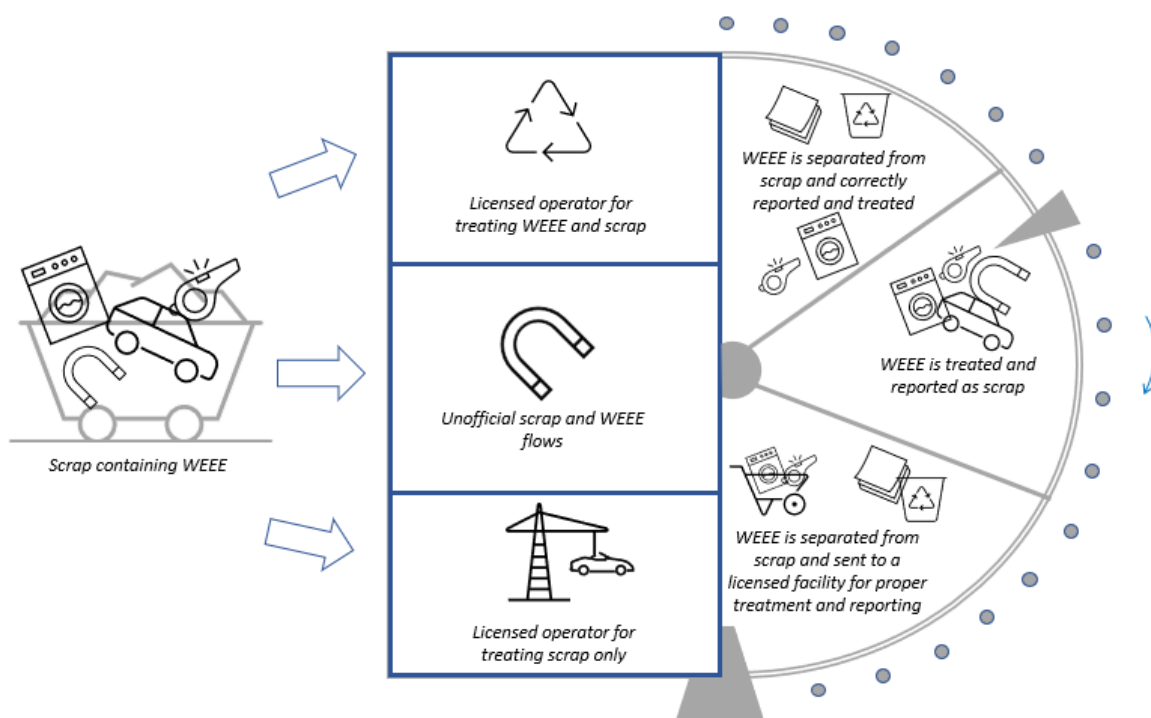 Scrap containing WEEE
Licensed operator for
treating WEEE and scrap
Unofficial scrap and WEEE
flows
Licensed operator for
treating scrap only
WEEE is separated from
scrap and correctly
reported and treated
WEEE is treated and
reported as scrap
WEEE is separated from
scrap and sent to a
licensed facility for proper
treatment and reporting